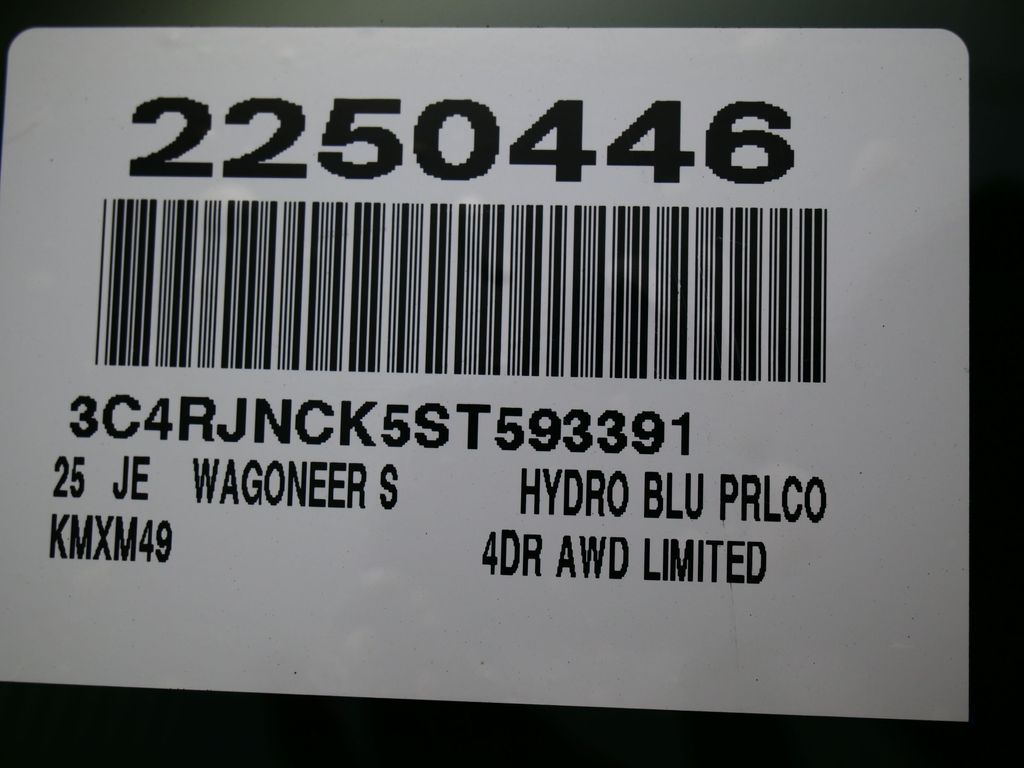 2250446
3C4RJNCK5ST593391
25 JE WAGONEER S HYDRO BLU PRLCO
KMXM49 4DR AWD LIMITED